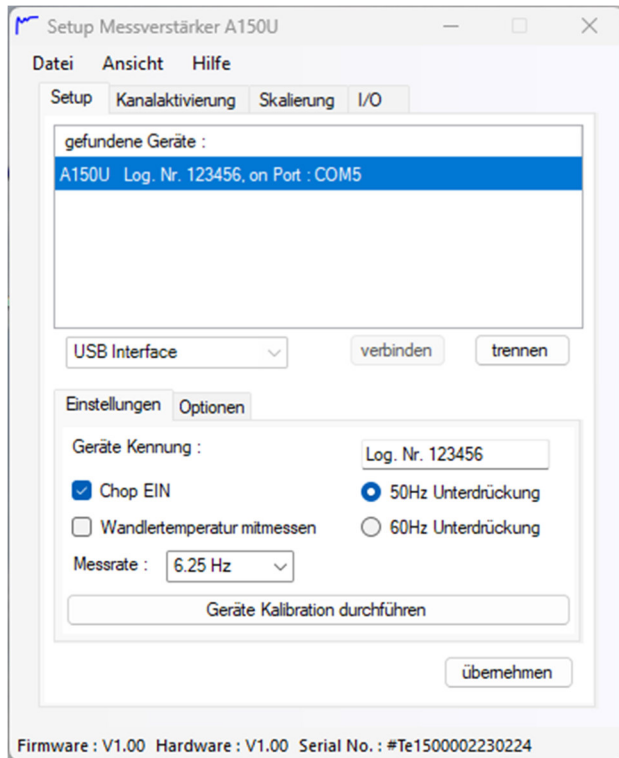 Setup Messverstärker A150U
Datei Ansicht Hilfe
Setup Kanalaktivierung Skalierung I/O
gefundene Geräte :
A150U Log. Nr. 123456, on Port : COM5
USB Interface verbinden trennen
Einstellungen Optionen
Geräte Kennung : Log. Nr. 123456
Chop EIN 50Hz Unterdrückung
Wandlertemperatur mitmessen 60Hz Unterdrückung
Messrate : 6.25 Hz
Geräte Kalibration durchführen
übernehmen
Firmware : V1.00 Hardware : V1.00 Serial No. : #Te1500002230224